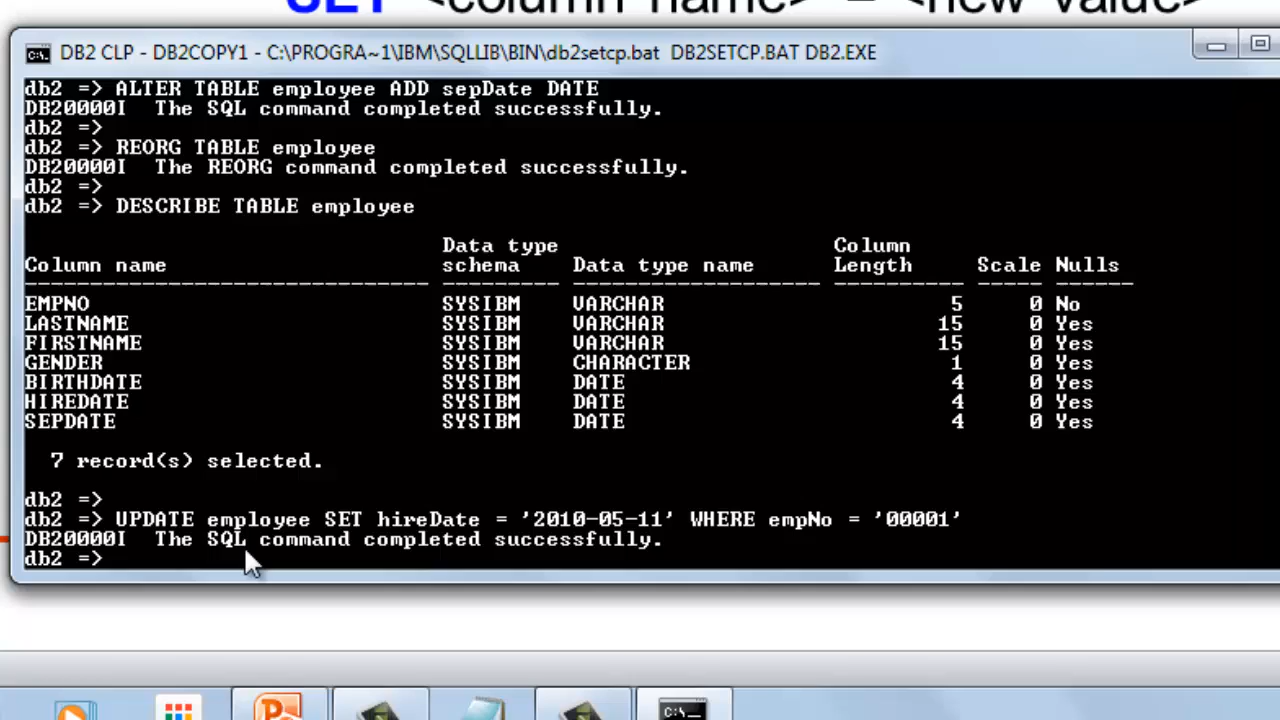 SET <column name> = <new value>
DB2 CLP - DB2COPY1 - C:\PROGRA~1\IBM\SQLLIB\BIN\db2setcp.bat DB2SETCP.BAT DB2.EXE
db2 => ALTER TABLE employee ADD sepDate DATE
DB20000I  The SQL command completed successfully.
db2 =>
db2 => REORG TABLE employee
DB20000I  The REORG command completed successfully.
db2 =>
db2 => DESCRIBE TABLE employee
Data type Column
Column name schema Data type name Length Scale Nulls
------------------------------- --------- ------------------- ---------- ----- ------
EMPNO SYSIBM VARCHAR 5 0 No
LASTNAME SYSIBM VARCHAR 15 0 Yes
FIRSTNAME SYSIBM VARCHAR 15 0 Yes
GENDER SYSIBM CHARACTER 1 0 Yes
BIRTHDATE SYSIBM DATE 4 0 Yes
HIREDATE SYSIBM DATE 4 0 Yes
SEPDATE SYSIBM DATE 4 0 Yes
7 record(s) selected.
db2 =>
db2 => UPDATE employee SET hireDate = '2010-05-11' WHERE empNo = '00001'
DB20000I  The SQL command completed successfully.
db2 =>